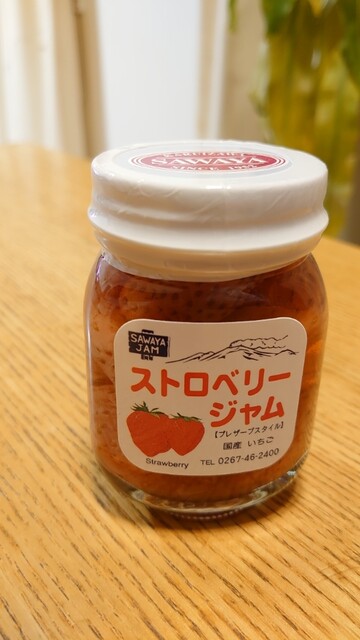 SAWAYA
SAWAYA
JAM
ストロベリー
ジャム
【プレザーブスタイル】
国産 いちご
Strawberry
TEL 0267-46-2400